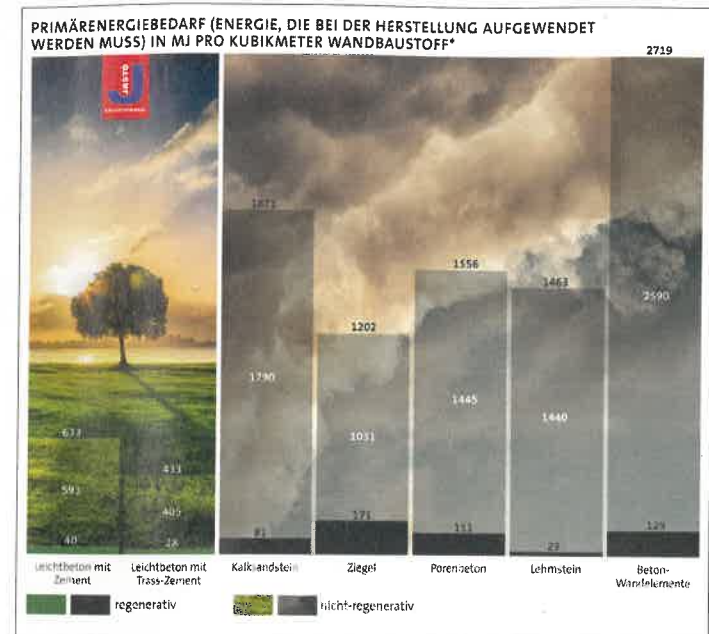 PRIMÄRENERGIEBEDARF (ENERGIE, DIE BEI DER HERSTELLUNG AUFGEWENDET
WERDEN MUSS) IN MJ PRO KUBIKMETER WANDBAUSTOFF*
2719
JASTO
J
1871
1556
1463
2590
1202
1790
1445
1440
1031
633
433
593
405
171
40
28
81
111
23
129
Leichtbeton mit
Zement
Leichtbeton mit
Trass-Zement
Kalksandstein
Ziegel
Porenbeton
Lehmstein
Beton-
Wandelemente
regenerativ
nicht-regenerativ